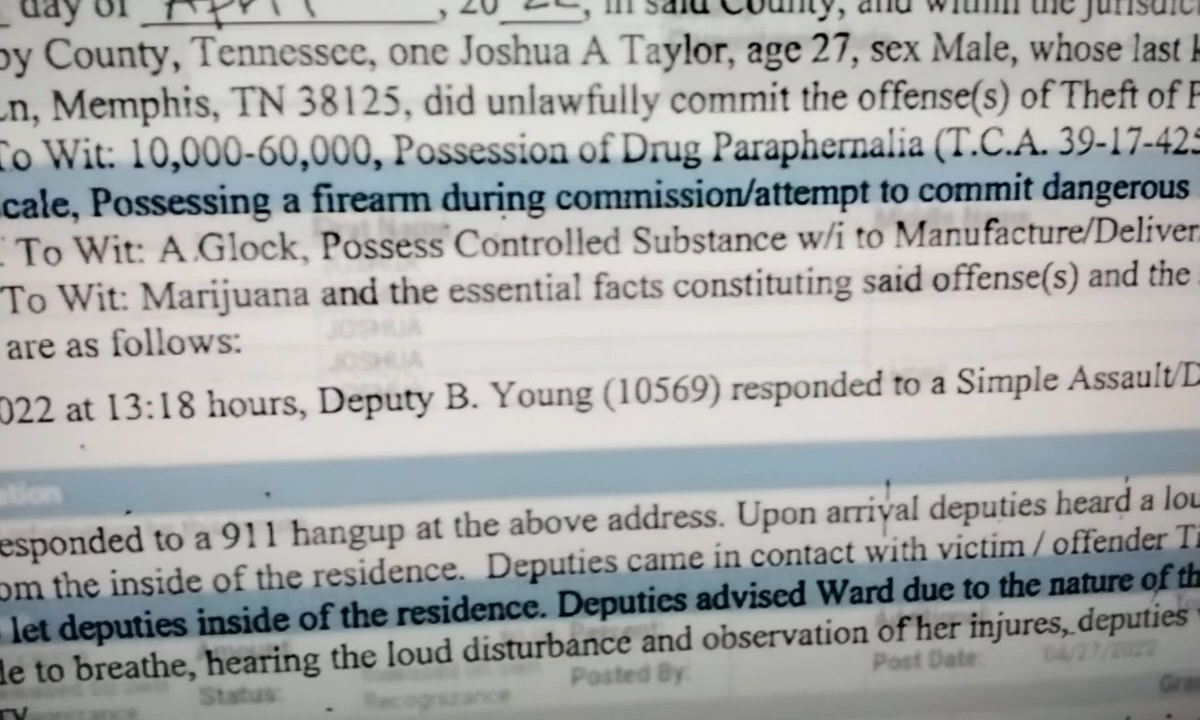 day of April, 2022, in said County, and within the
County, Tennessee, one Joshua A Taylor, age 27, sex Male, whose last
Ln, Memphis, TN 38125, did unlawfully commit the offense(s) of Theft of
To Wit: 10,000-60,000, Possession of Drug Paraphernalia (T.C.A. 39-17-425
cale, Possessing a firearm during commission/attempt to commit dangerous
To Wit: A Glock, Possess Controlled Substance w/i to Manufacture/Deliver
To Wit: Marijuana and the essential facts constituting said offense(s) and the
are as follows:
JOSHUA
JOSHUA
022 at 13:18 hours, Deputy B. Young (10569) responded to a Simple Assault/D
esponded to a 911 hangup at the above address. Upon arriyal deputies heard a lou
om the inside of the residence. Deputies came in contact with victim / offender
let deputies inside of the residence. Deputies advised Ward due to the nature of th
le to breathe, hearing the loud disturbance and observation of her injures, deputies
Status: Recognizance Posted By: Post Date: 04/27/2022